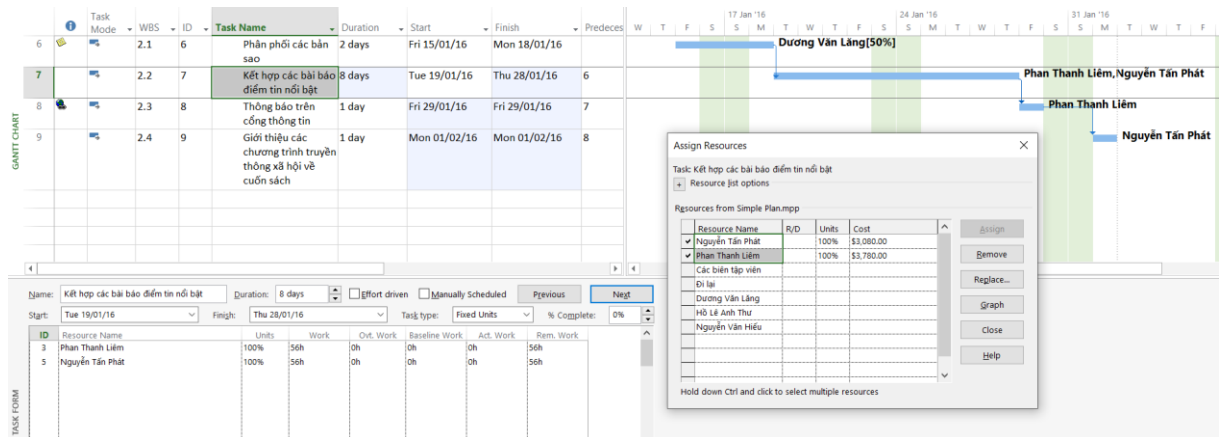 Task
Mode WBS ID Task Name Duration Start Finish Predeces
17 Jan '16 24 Jan '16 31 Jan '16
W T F S S M T W T F S S M T W T F S S M T W T F
6 2.1 6 Phân phối các bản sao 2 days Fri 15/01/16 Mon 18/01/16
Dương Văn Lăng[50%]
7 2.2 7 Kết hợp các bài báo điểm tin nổi bật 8 days Tue 19/01/16 Thu 28/01/16 6
Phan Thanh Liêm,Nguyễn Tấn Phát
8 2.3 8 Thông báo trên cổng thông tin 1 day Fri 29/01/16 Fri 29/01/16 7
Phan Thanh Liêm
9 2.4 9 Giới thiệu các chương trình truyền thông xã hội về cuốn sách 1 day Mon 01/02/16 Mon 01/02/16 8
Nguyễn Tấn Phát
GANTT CHART
Assign Resources
Task: Kết hợp các bài báo điểm tin nổi bật
+ Resource list options
Resources from Simple Plan.mpp
Resource Name R/D Units Cost
Nguyễn Tấn Phát 100% $3,080.00
Phan Thanh Liêm 100% $3,780.00
Các biên tập viên
Đi lại
Dương Văn Lăng
Hồ Lê Anh Thư
Nguyễn Văn Hiếu
Assign
Remove
Replace...
Graph
Close
Help
Hold down Ctrl and click to select multiple resources
Name: Kết hợp các bài báo điểm tin nổi bật Duration: 8 days Effort driven Manually Scheduled Previous Next
Start: Tue 19/01/16 Finish: Thu 28/01/16 Task type: Fixed Units % Complete: 0%
ID Resource Name Units Work Ovt. Work Baseline Work Act. Work Rem. Work
3 Phan Thanh Liêm 100% 56h 0h 0h 0h 56h
5 Nguyễn Tấn Phát 100% 56h 0h 0h 0h 56h
TASK FORM